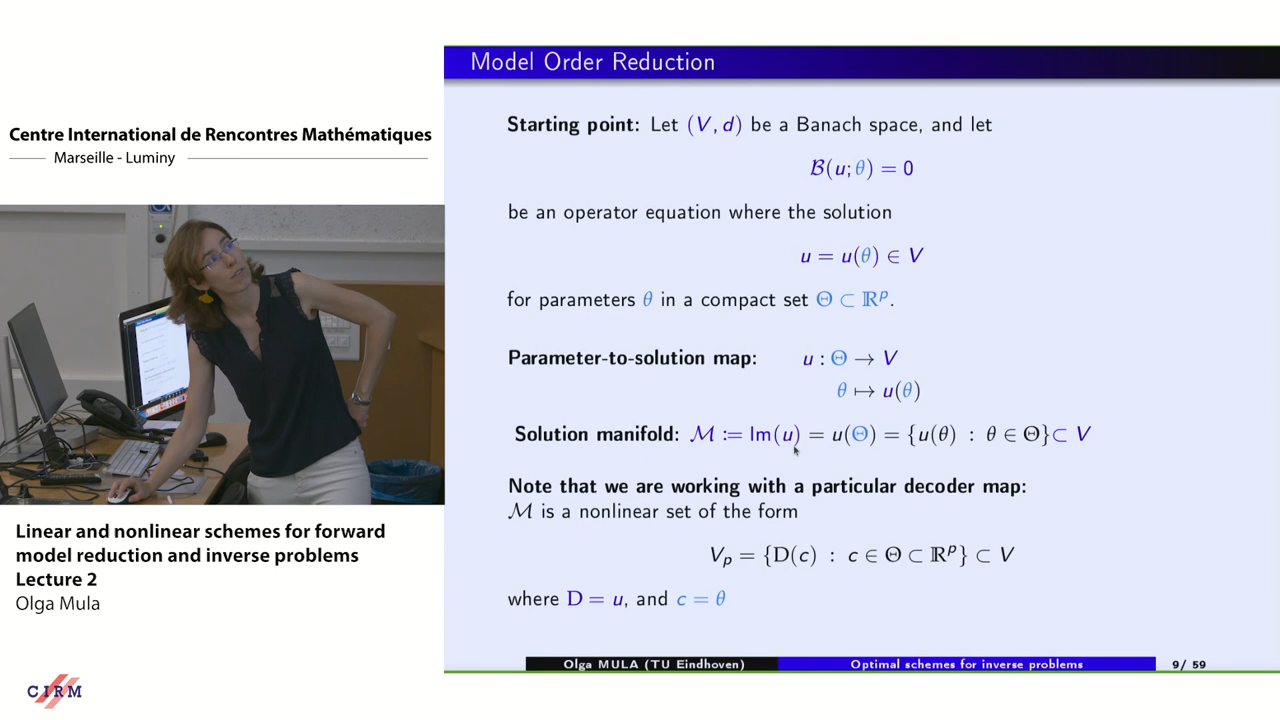 Centre International de Rencontres Mathématiques
Marseille - Luminy
Linear and nonlinear schemes for forward
model reduction and inverse problems
Lecture 2
Olga Mula
CIRM
Model Order Reduction
Starting point: Let (V, d) be a Banach space, and let
ℬ(u; θ) = 0
be an operator equation where the solution
u = u(θ) ∈ V
for parameters θ in a compact set Θ ⊂ ℝᵖ.
Parameter-to-solution map: u : Θ → V
θ ↦ u(θ)
Solution manifold: ℳ := Im(u) = u(Θ) = {u(θ) : θ ∈ Θ} ⊂ V
Note that we are working with a particular decoder map:
ℳ is a nonlinear set of the form
Vₚ = {D(c) : c ∈ Θ ⊂ ℝᵖ} ⊂ V
where D = u, and c = θ
Olga MULA (TU Eindhoven) Optimal schemes for inverse problems 9/ 59